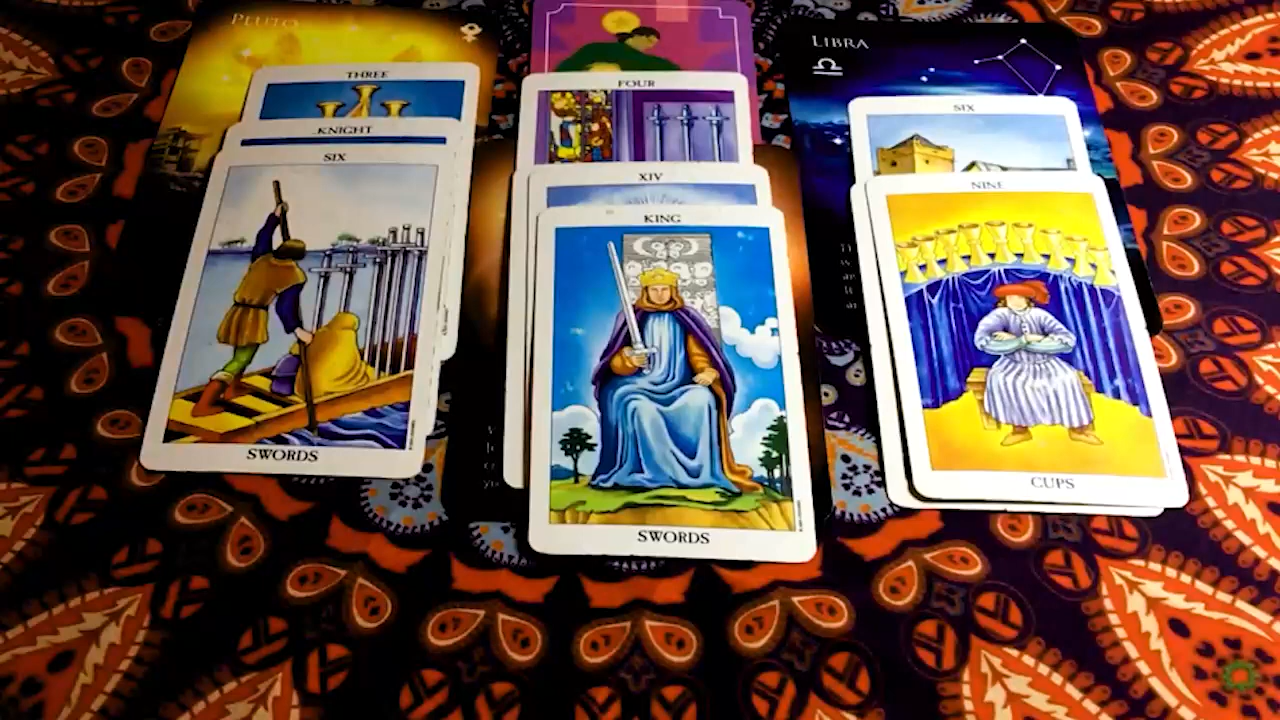 PLUTO
THREE
KNIGHT
SIX
SWORDS
FOUR
XIV
KING
SWORDS
LIBRA
SIX
NINE
CUPS